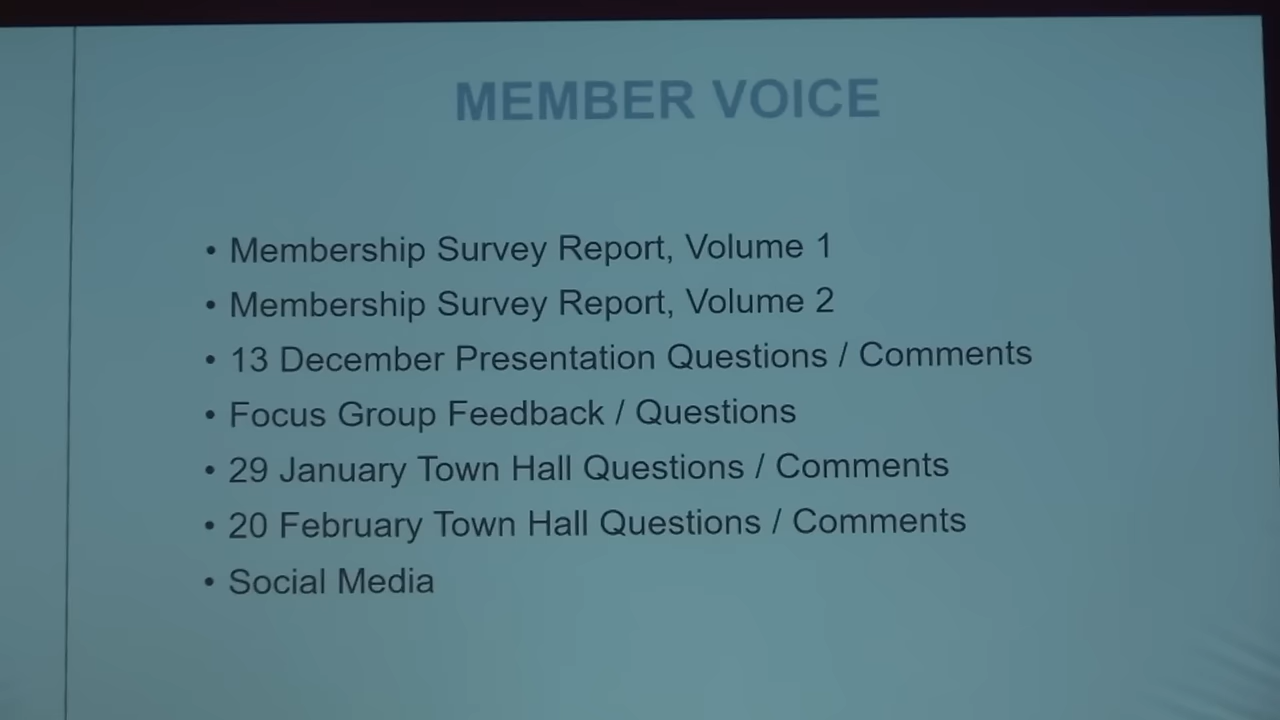 MEMBER VOICE
• Membership Survey Report, Volume 1
• Membership Survey Report, Volume 2
• 13 December Presentation Questions / Comments
• Focus Group Feedback / Questions
• 29 January Town Hall Questions / Comments
• 20 February Town Hall Questions / Comments
• Social Media